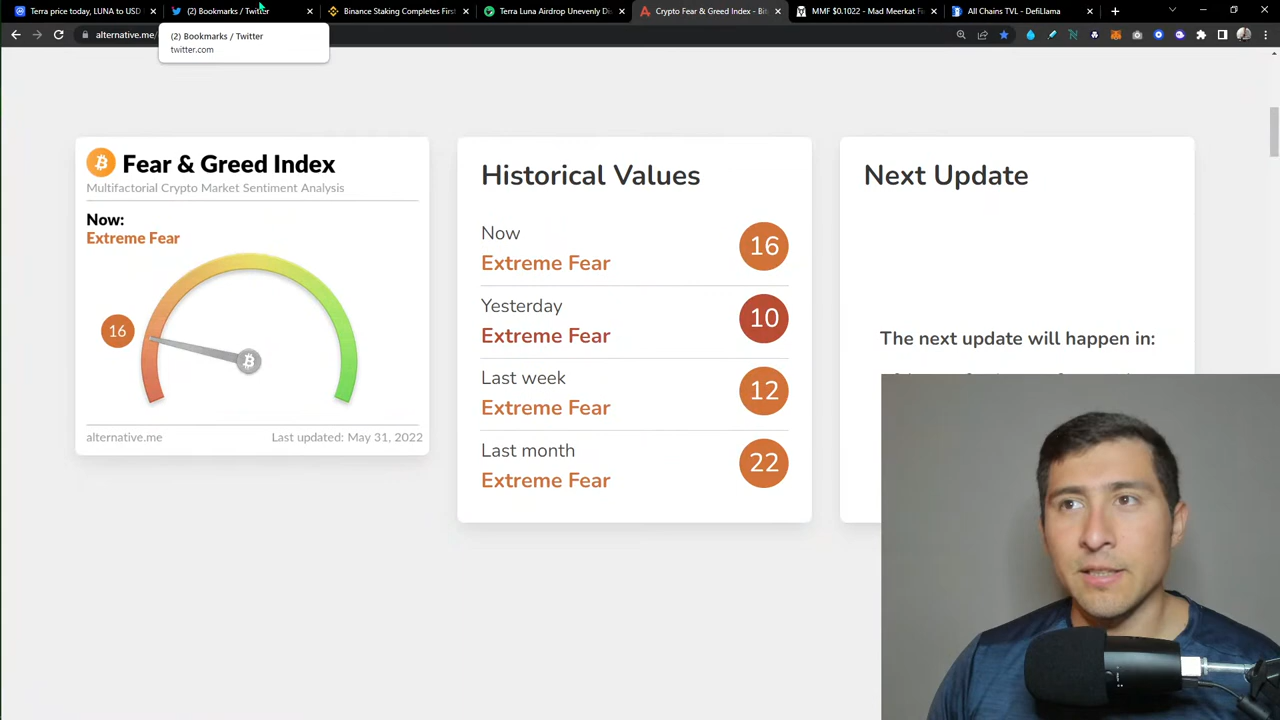 Terra price today, LUNA to USD
(2) Bookmarks / Twitter
Binance Staking Completes First
Terra Luna Airdrop Unevenly Di
Crypto Fear & Greed Index - Bi
MMF $0.1022 - Mad Meerkat F
All Chains TVL - DefiLlama
alternative.me/
(2) Bookmarks / Twitter
twitter.com
Fear & Greed Index
Multifactorial Crypto Market Sentiment Analysis
Now:
Extreme Fear
16
alternative.me
Last updated: May 31, 2022
Historical Values
Now
Extreme Fear
16
Yesterday
Extreme Fear
10
Last week
Extreme Fear
12
Last month
Extreme Fear
22
Next Update
The next update will happen in: